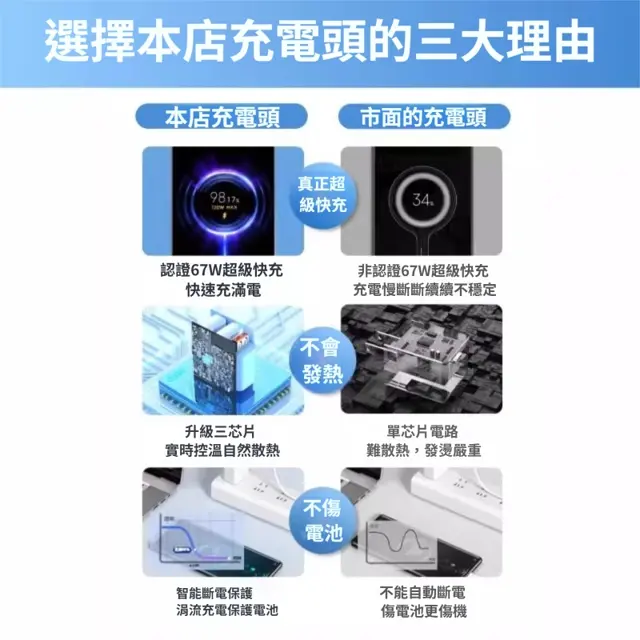 選擇本店充電頭的三大理由
本店充電頭
市面的充電頭
98.17%
120W MAX
真正超
級快充
34%
認證67W超級快充
快速充滿電
非認證67W超級快充
充電慢斷斷續續不穩定
不會
發熱
升級三芯片
實時控溫自然散熱
單芯片電路
難散熱，發燙嚴重
不傷
電池
智能斷電保護
涓流充電保護電池
不能自動斷電
傷電池更傷機